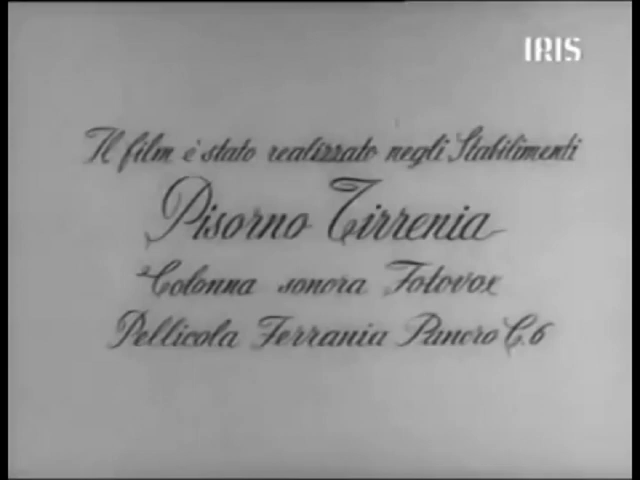 IRIS
Il film è stato realizzato negli Stabilimenti
Pisorno Tirrenia
Colonna sonora Fotovox
Pellicola Ferrania Pancro C.6